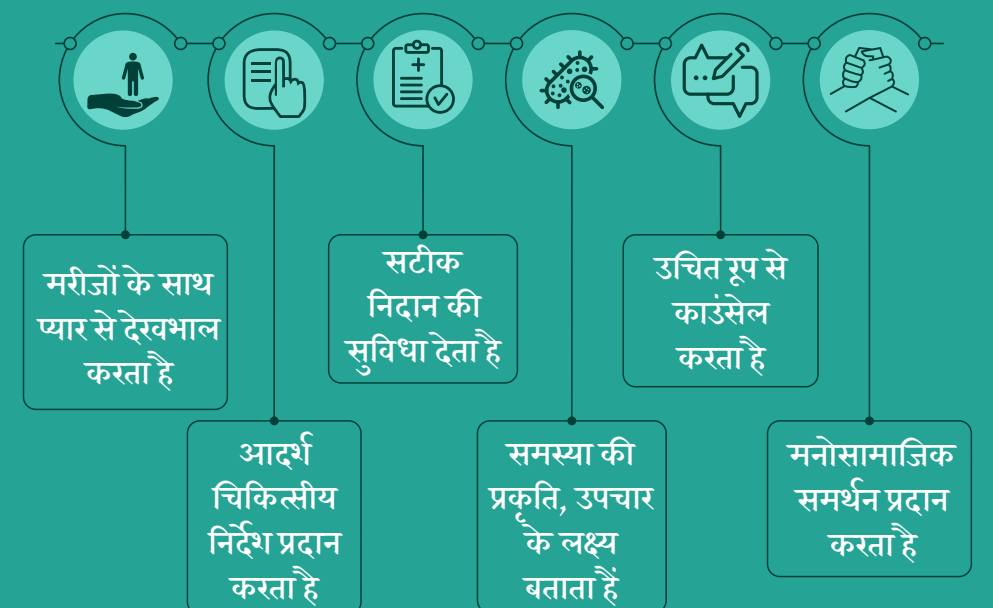 मरीजों के साथ
प्यार से देखभाल
करता है
आदर्श
चिकित्सीय
निर्देश प्रदान
करता है
सटीक
निदान की
सुविधा देता है
समस्या की
प्रकृति, उपचार
के लक्ष्य
बताता हैं
उचित रूप से
काउंसेल
करता है
मनोसामाजिक
समर्थन प्रदान
करता है